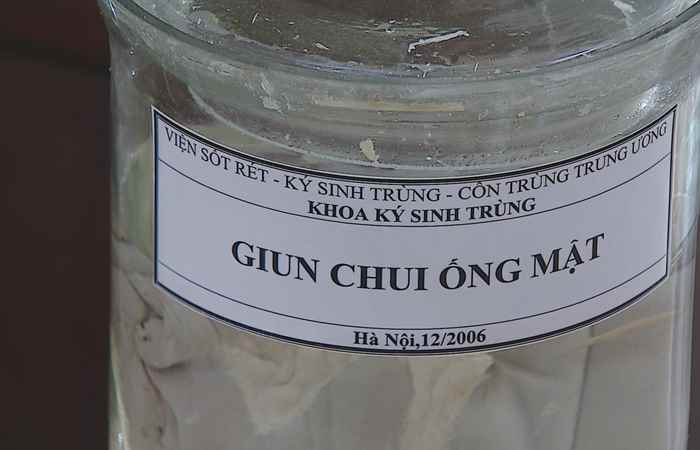 VIỆN SỐT RÉT - KÝ SINH TRÙNG - CÔN TRÙNG TRUNG ƯƠNG
KHOA KÝ SINH TRÙNG
GIUN CHUI ỐNG MẬT
Hà Nội,12/2006